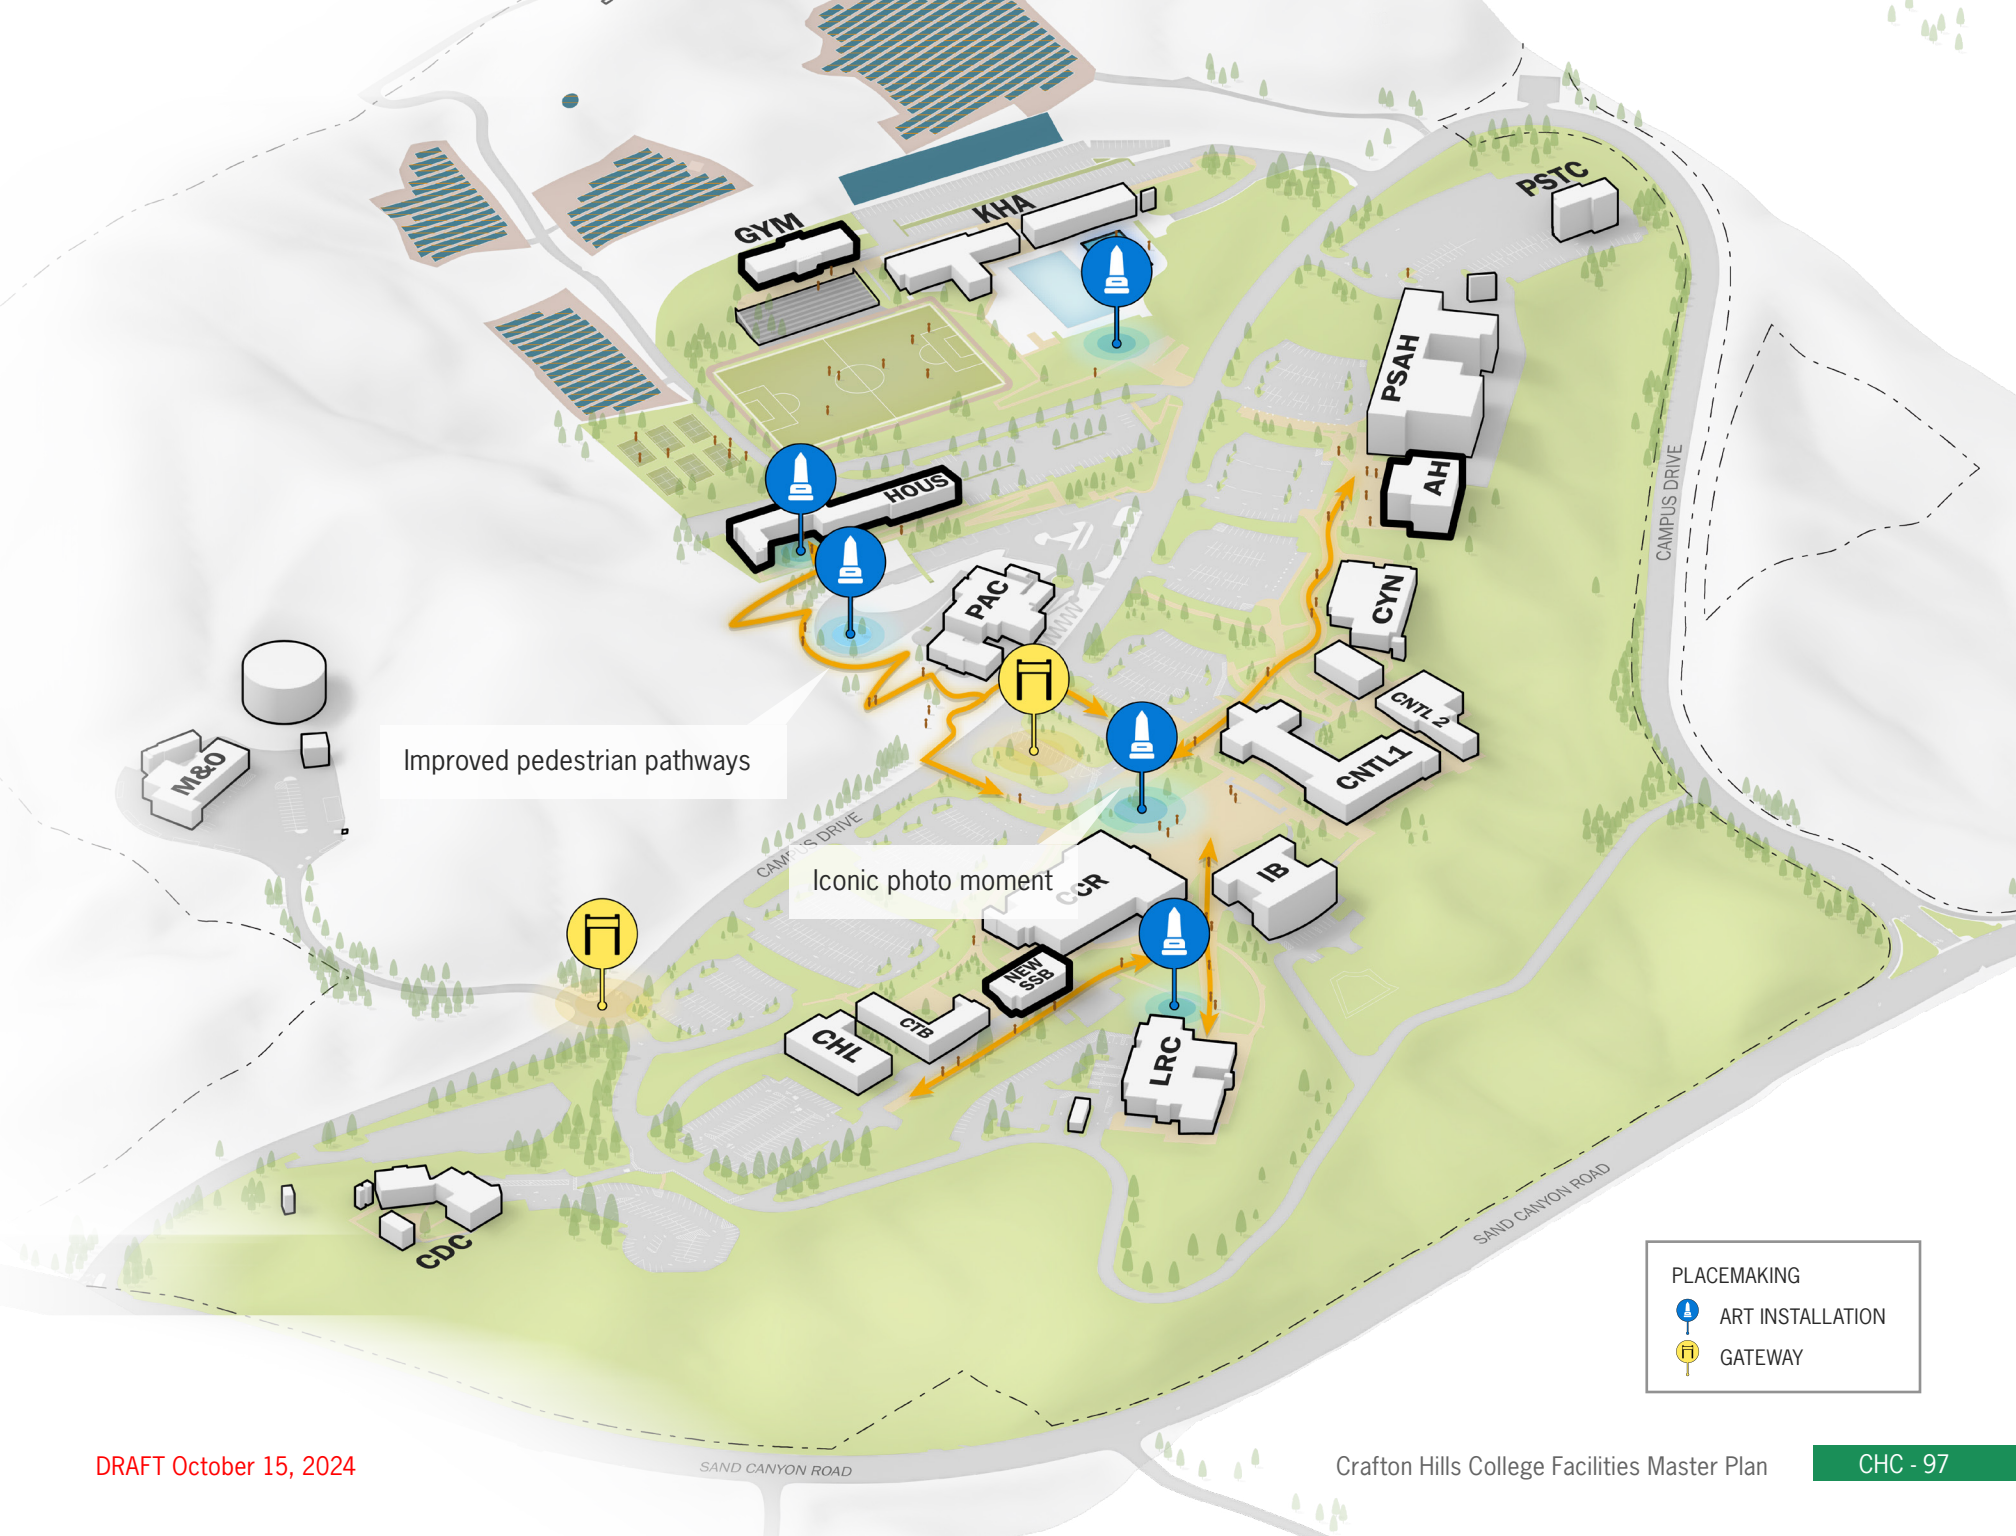 PSTC
GYM
KHA
PSAH
AH
HOUS
CAMPUS DRIVE
PAC
CYN
CNTL 2
M&O
Improved pedestrian pathways
CNTL1
CAMPUS DRIVE
Iconic photo moment
CCR
IB
NEW
SSB
CTB
CHL
LRC
CDC
SAND CANYON ROAD
PLACEMAKING
ART INSTALLATION
GATEWAY
SAND CANYON ROAD
DRAFT October 15, 2024
Crafton Hills College Facilities Master Plan
CHC - 97